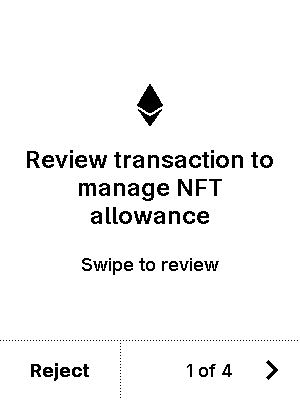 Review transaction to
manage NFT
allowance
Swipe to review
Reject
1 of 4